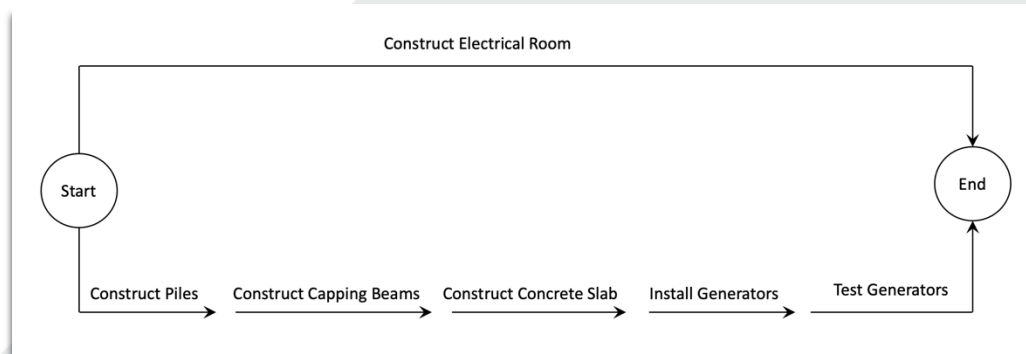 Construct Electrical Room
Start
End
Construct Piles
Construct Capping Beams
Construct Concrete Slab
Install Generators
Test Generators